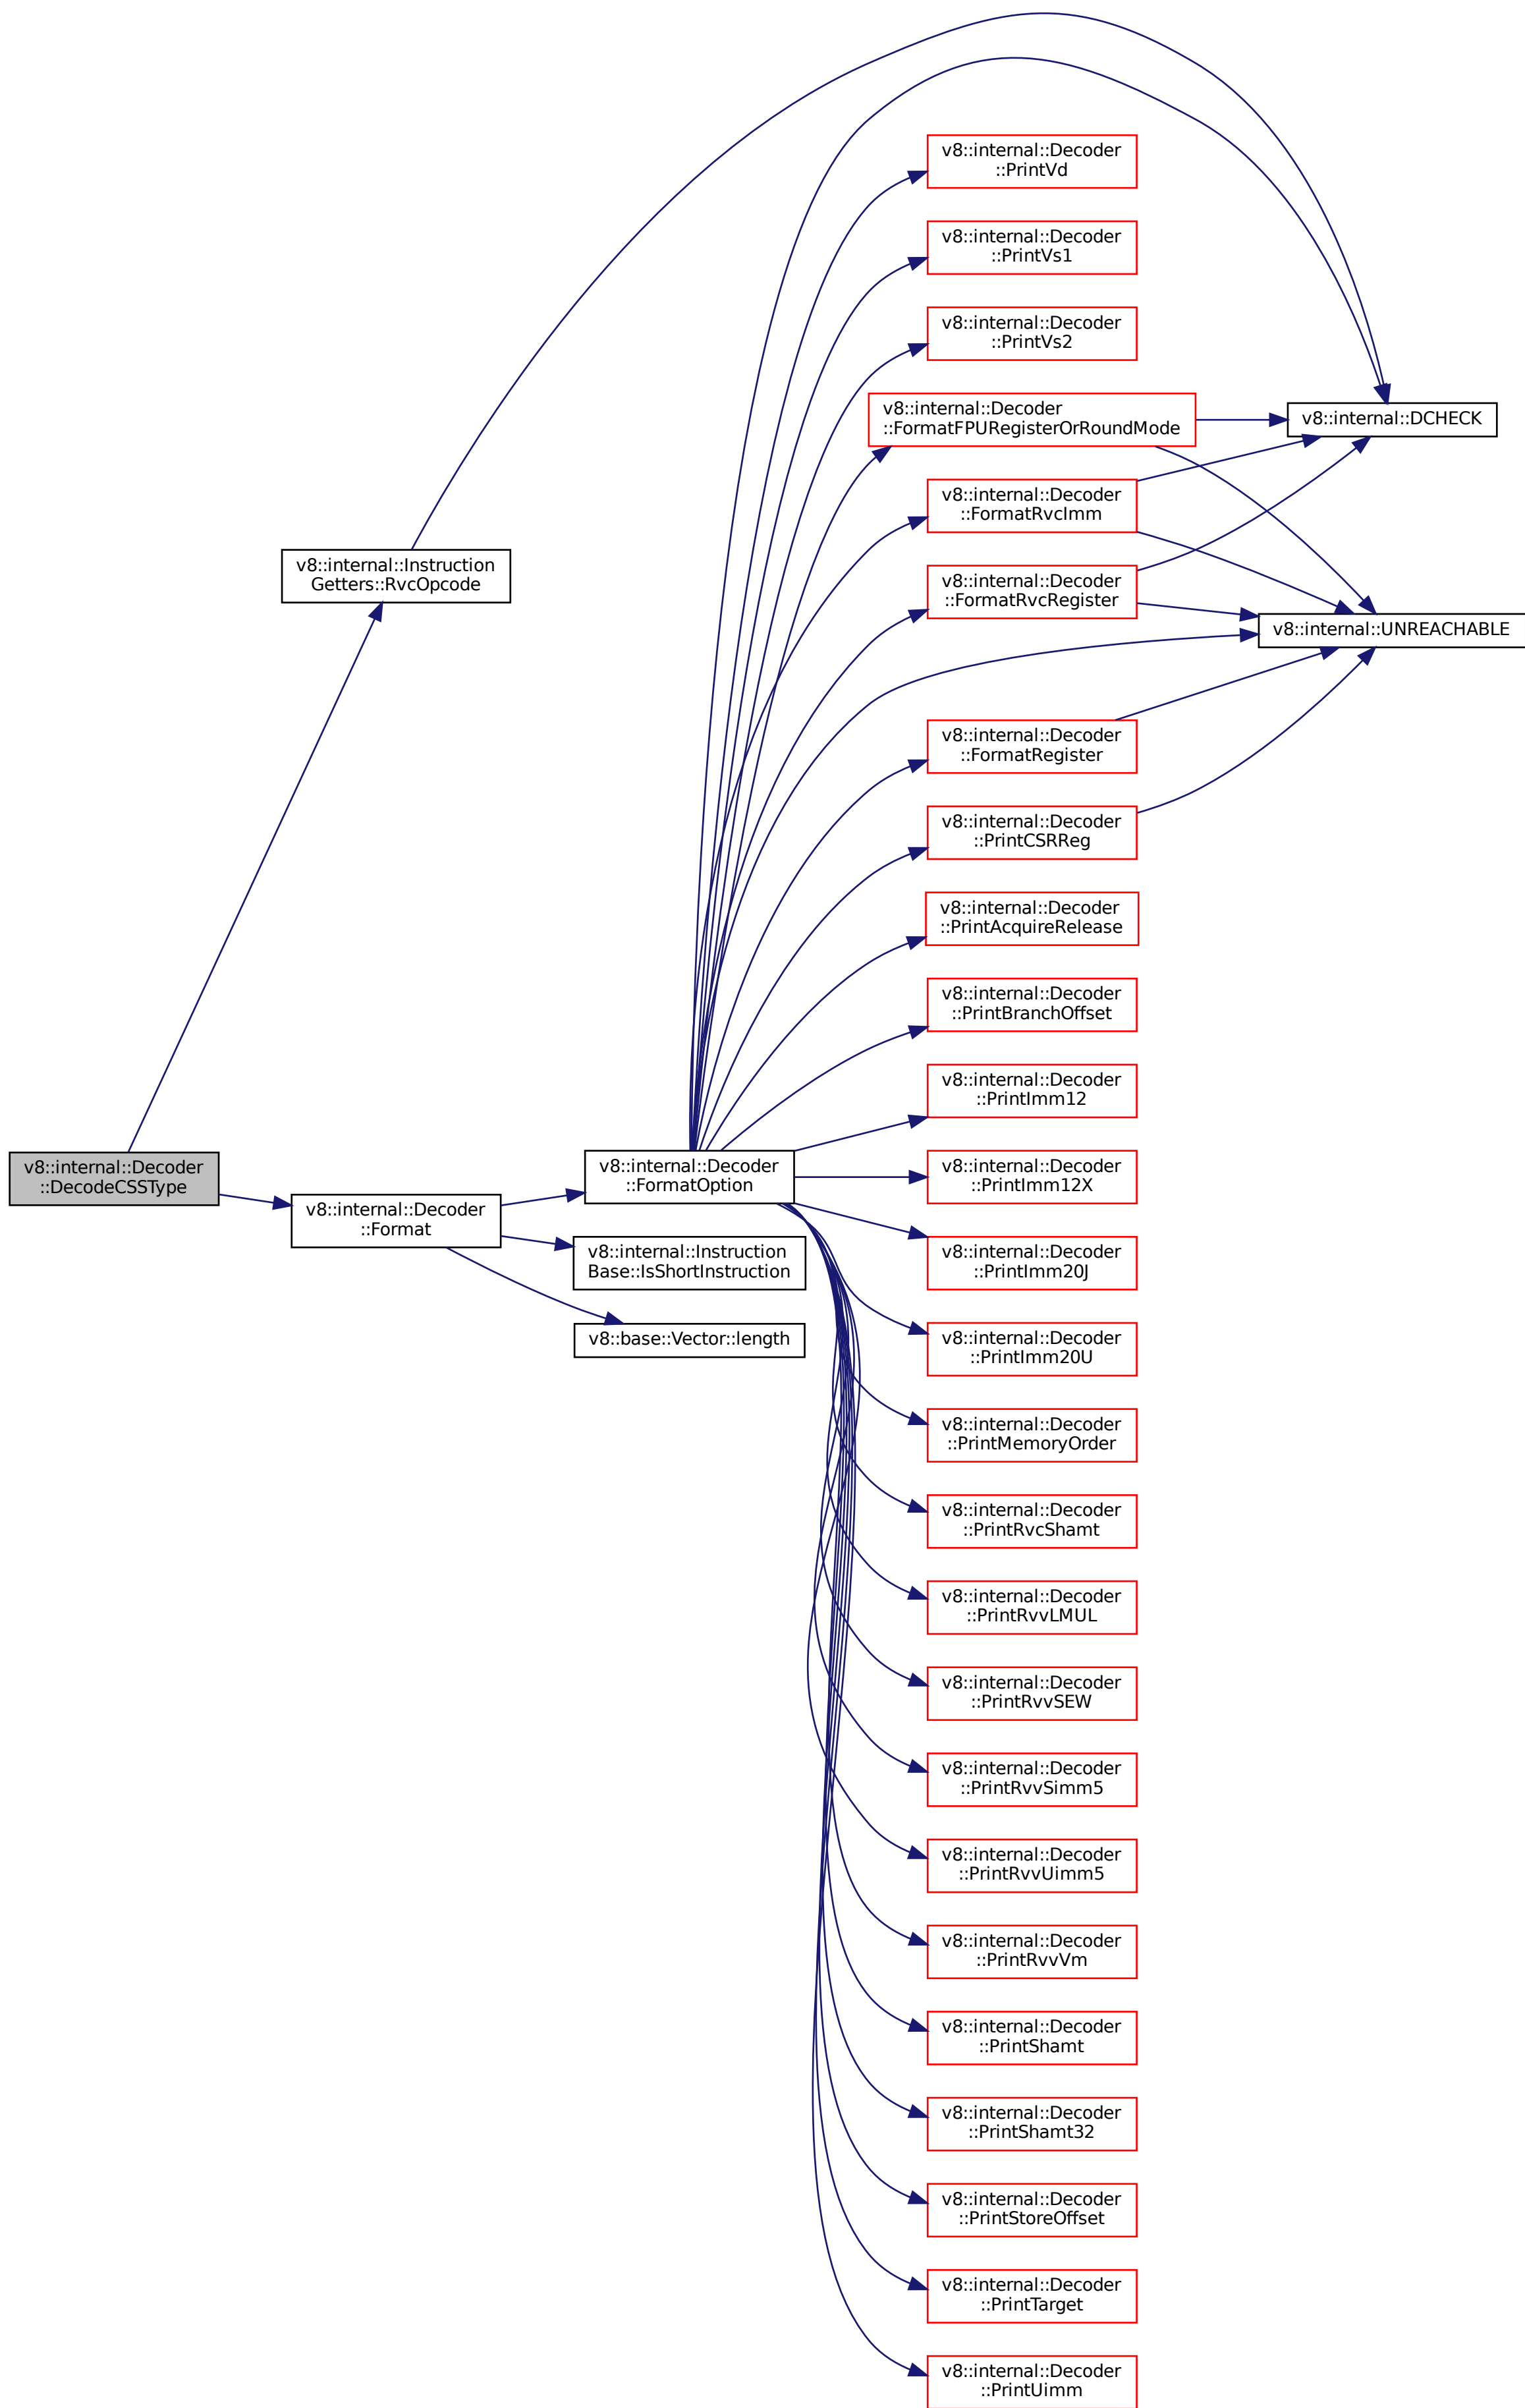 v8::internal::Decoder
::PrintVd
v8::internal::Decoder
::PrintVs1
v8::internal::Decoder
::PrintVs2
v8::internal::Decoder
::FormatFPURegisterOrRoundMode
v8::internal::DCHECK
v8::internal::Decoder
::FormatRvcImm
v8::internal::Instruction
Getters::RvcOpcode
v8::internal::Decoder
::FormatRvcRegister
v8::internal::UNREACHABLE
v8::internal::Decoder
::FormatRegister
v8::internal::Decoder
::PrintCSRReg
v8::internal::Decoder
::PrintAcquireRelease
v8::internal::Decoder
::PrintBranchOffset
v8::internal::Decoder
::PrintImm12
v8::internal::Decoder
::DecodeCSSType
v8::internal::Decoder
::Format
v8::internal::Decoder
::FormatOption
v8::internal::Decoder
::PrintImm12X
v8::internal::Instruction
Base::IsShortInstruction
v8::internal::Decoder
::PrintImm20J
v8::base::Vector::length
v8::internal::Decoder
::PrintImm20U
v8::internal::Decoder
::PrintMemoryOrder
v8::internal::Decoder
::PrintRvcShamt
v8::internal::Decoder
::PrintRvvLMUL
v8::internal::Decoder
::PrintRvvSEW
v8::internal::Decoder
::PrintRvvSimm5
v8::internal::Decoder
::PrintRvvUimm5
v8::internal::Decoder
::PrintRvvVm
v8::internal::Decoder
::PrintShamt
v8::internal::Decoder
::PrintShamt32
v8::internal::Decoder
::PrintStoreOffset
v8::internal::Decoder
::PrintTarget
v8::internal::Decoder
::PrintUimm